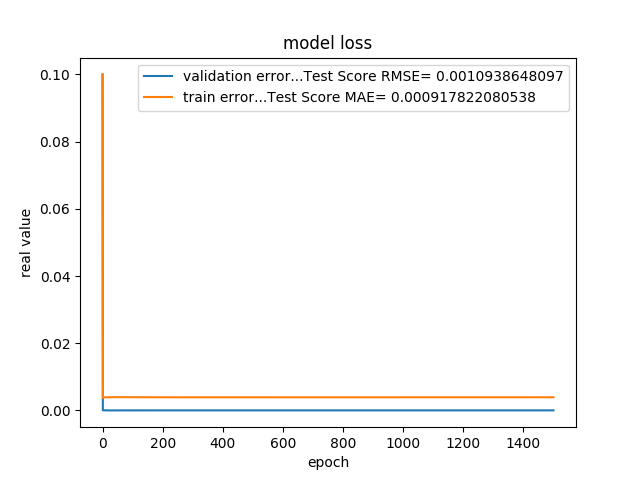 model loss
validation error...Test Score RMSE= 0.0010938648097
train error...Test Score MAE= 0.000917822080538
0.10
0.08
0.06
0.04
0.02
0.00
real value
0 200 400 600 800 1000 1200 1400
epoch